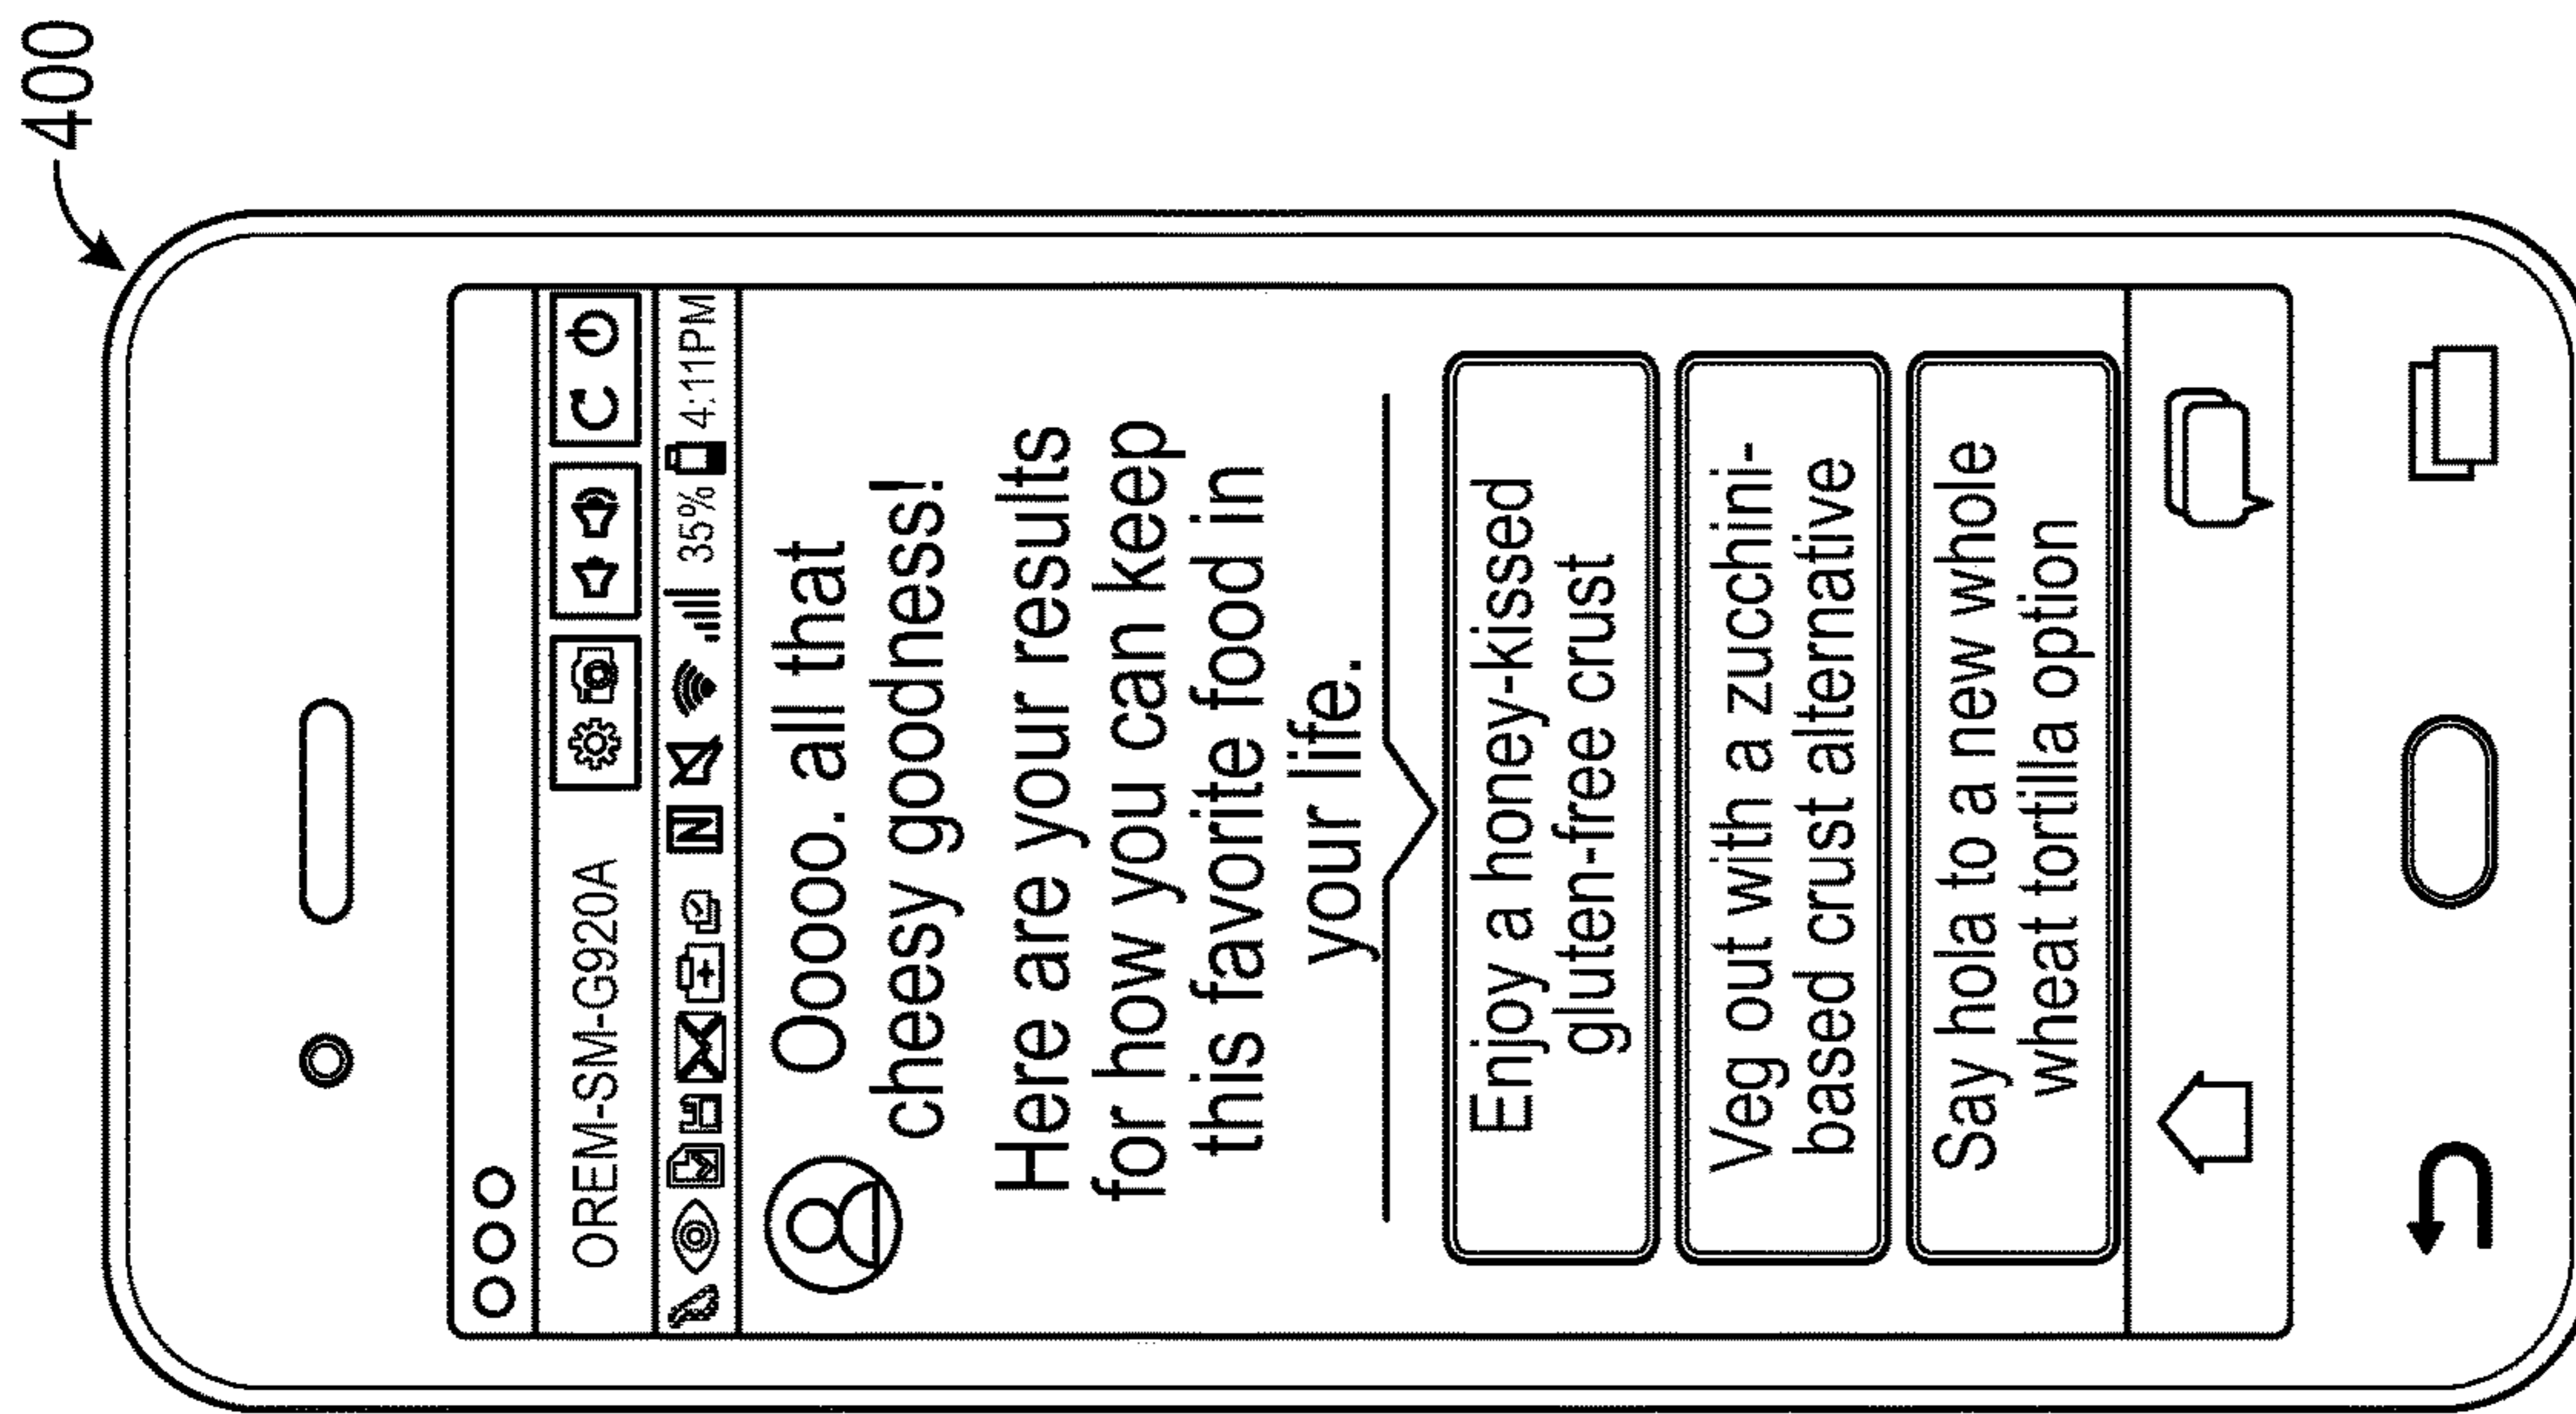 400
OREM-SM-G920A
N 35% 4:11PM
Ooooo. all that
cheesy goodness!
Here are your results
for how you can keep
this favorite food in
your life.
Enjoy a honey-kissed
gluten-free crust
Veg out with a zucchini-
based crust alternative
Say hola to a new whole
wheat tortilla option